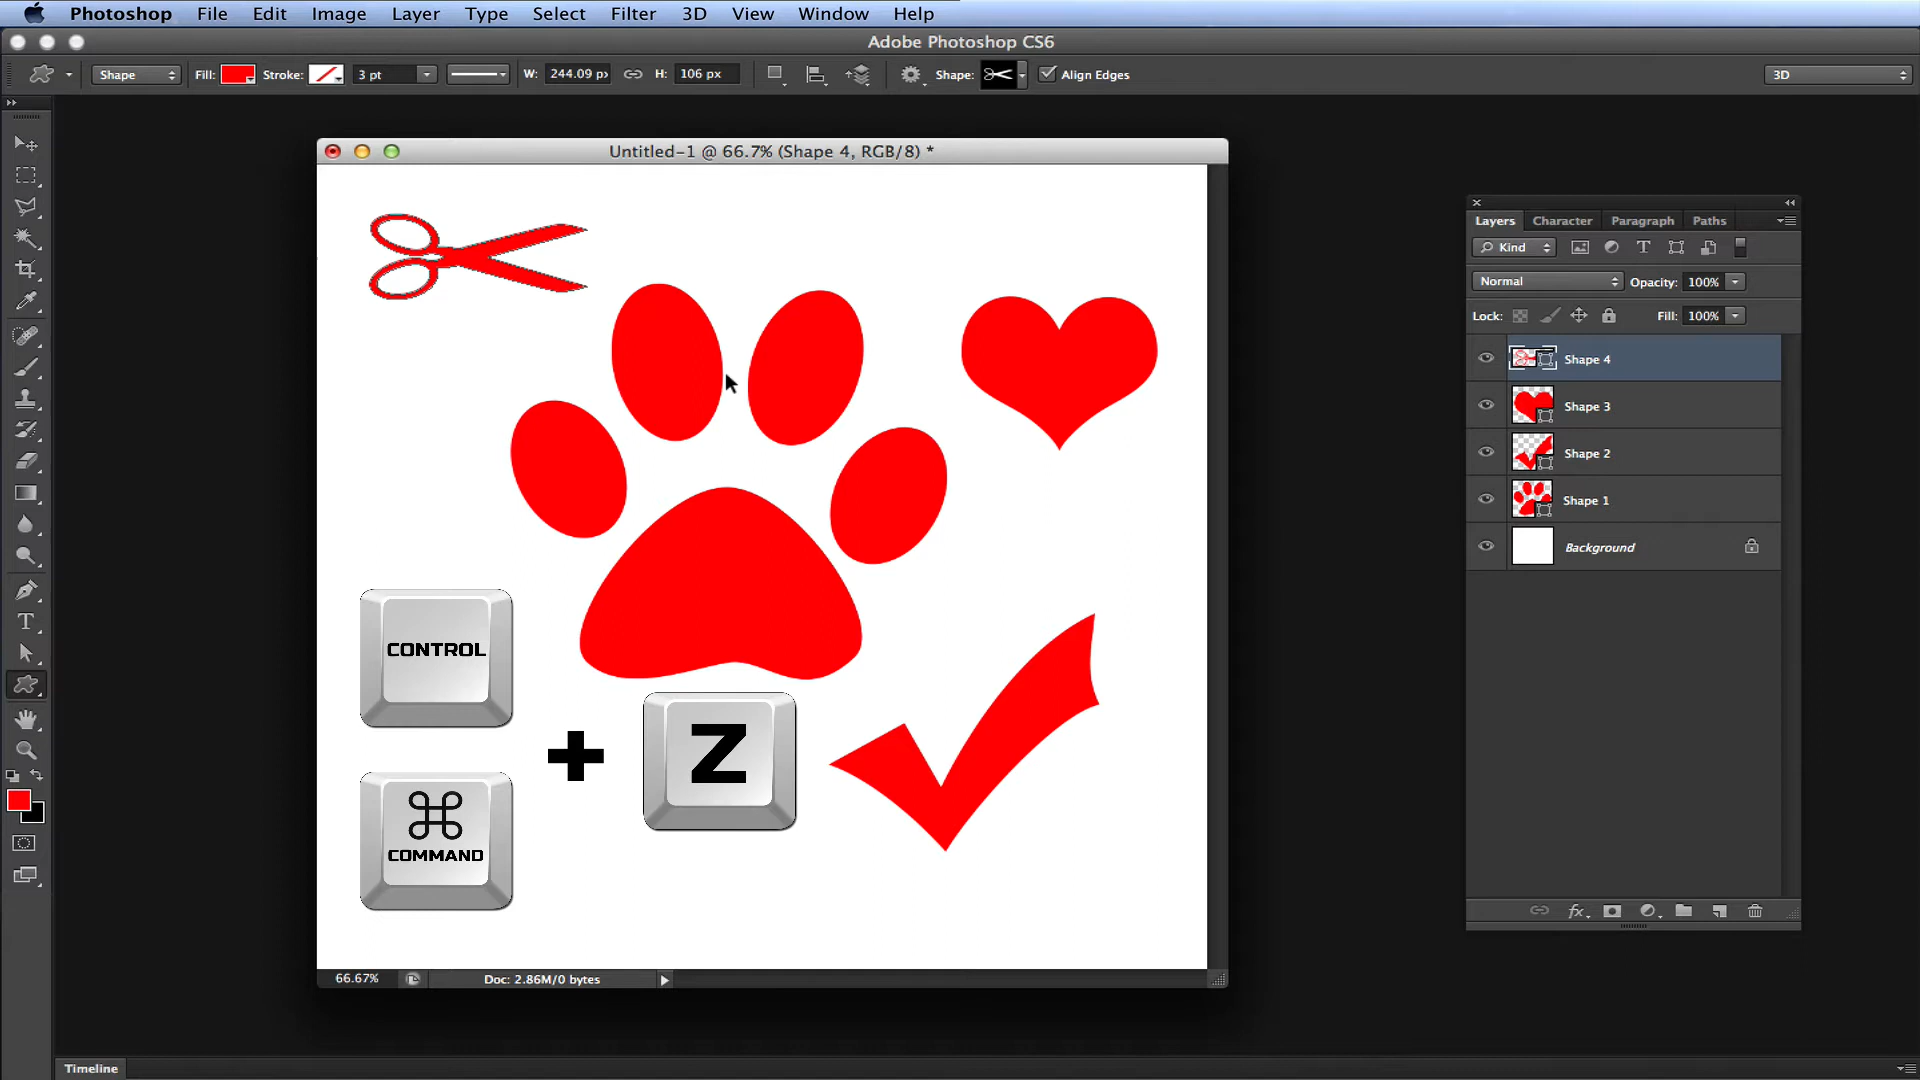 Photoshop File Edit Image Layer Type Select Filter 3D View Window Help
Adobe Photoshop CS6
Shape Fill: Stroke: 3 pt W: 244.09 px H: 106 px Shape: Align Edges 3D
Untitled-1 @ 66.7% (Shape 4, RGB/8) *
Layers Character Paragraph Paths
Kind
Normal Opacity: 100%
Lock: Fill: 100%
Shape 4
Shape 3
Shape 2
Shape 1
Background
CONTROL
+ Z
COMMAND
66.67% Doc: 2.86M/0 bytes
Timeline